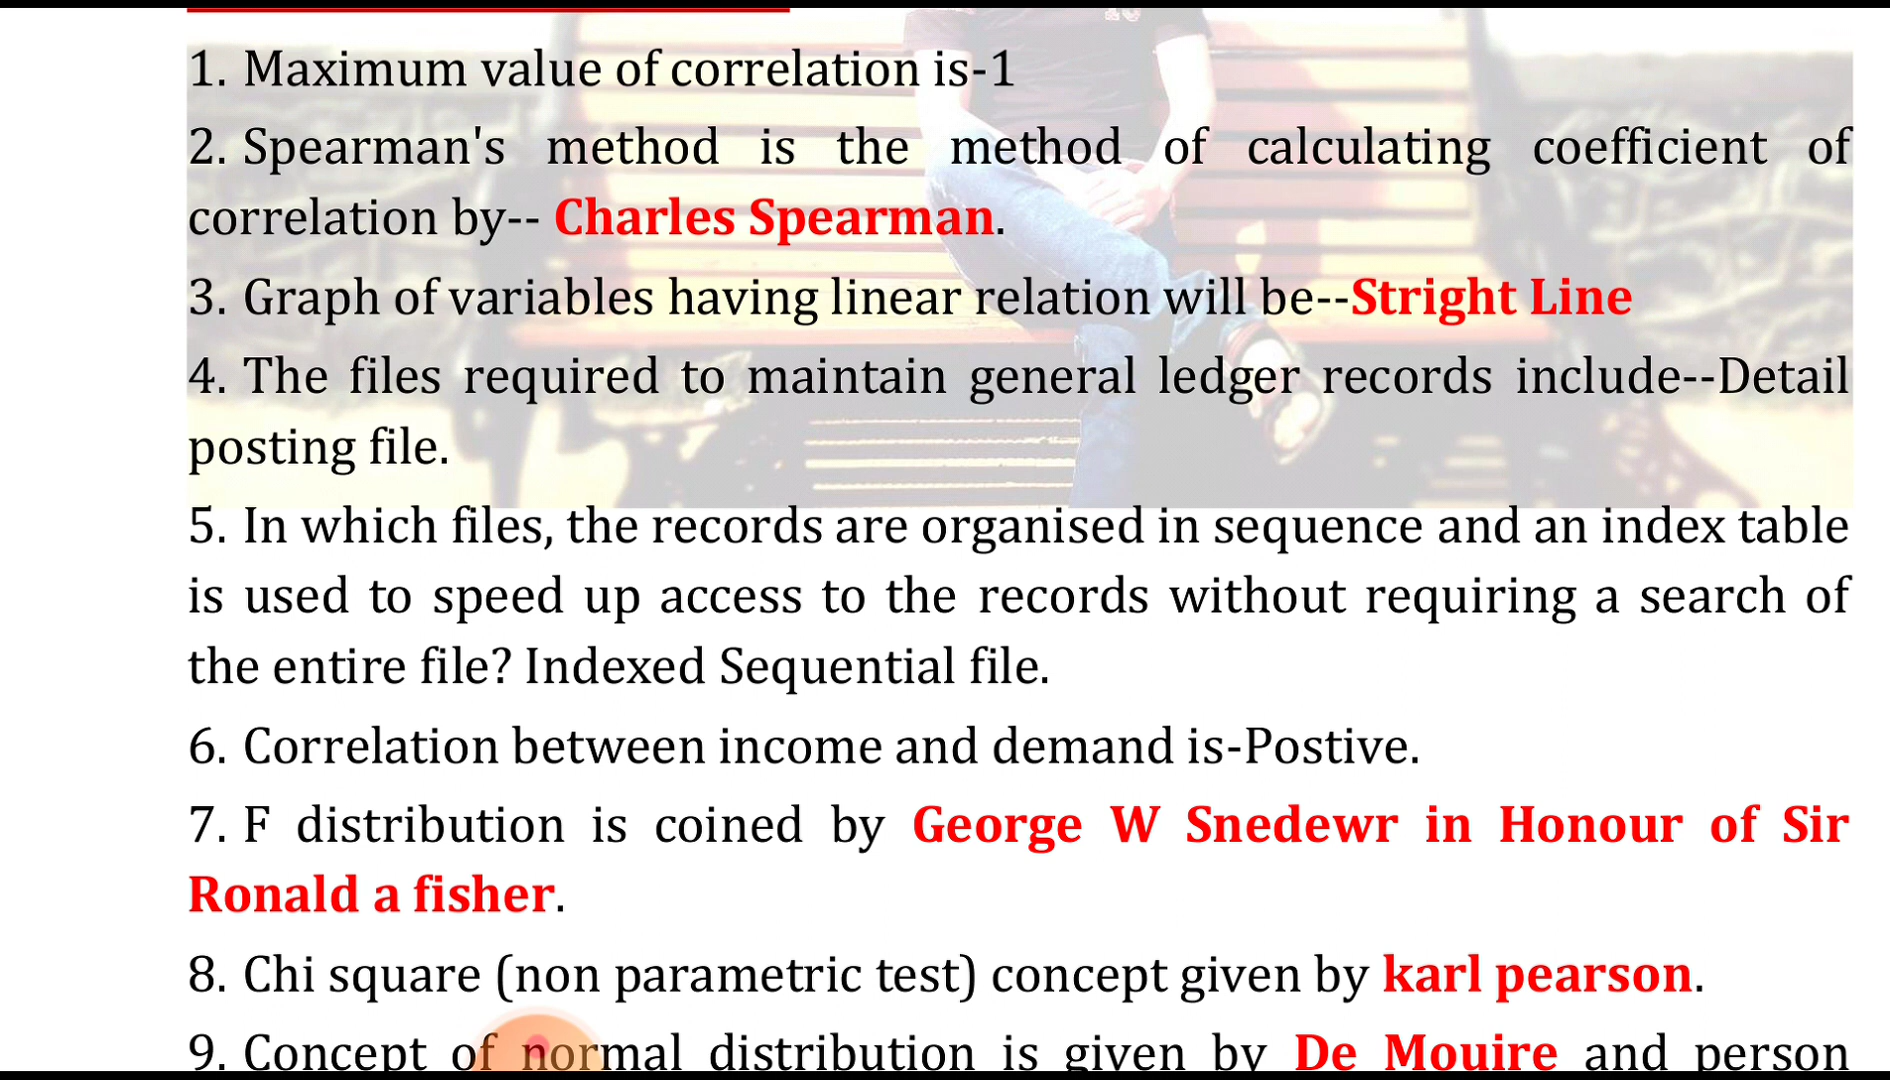 1. Maximum value of correlation is-1
2. Spearman's method is the method of calculating coefficient of
correlation by-- Charles Spearman.
3. Graph of variables having linear relation will be--Stright Line
4. The files required to maintain general ledger records include--Detail
posting file.
5. In which files, the records are organised in sequence and an index table
is used to speed up access to the records without requiring a search of
the entire file? Indexed Sequential file.
6. Correlation between income and demand is-Postive.
7. F distribution is coined by George W Snedewr in Honour of Sir
Ronald a fisher.
8. Chi square (non parametric test) concept given by karl pearson.
9. Concept of normal distribution is given by De Mouire and person